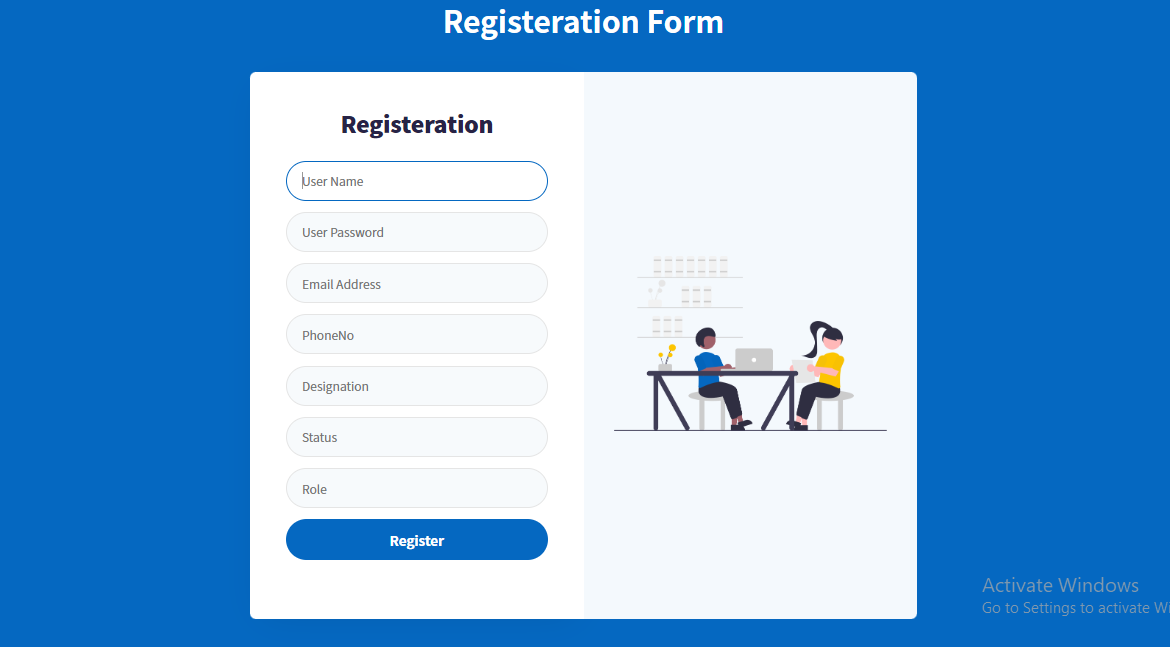 Registeration Form
Registeration
User Name
User Password
Email Address
PhoneNo
Designation
Status
Role
Register
Activate Windows
Go to Settings to activate